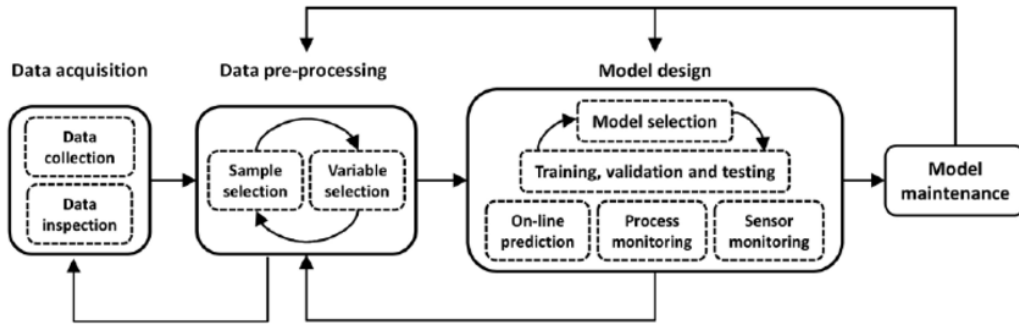 Data acquisition
Data pre-processing
Model design
Data
collection
Data
inspection
Sample
selection
Variable
selection
Model selection
Training, validation and testing
On-line
prediction
Process
monitoring
Sensor
monitoring
Model
maintenance